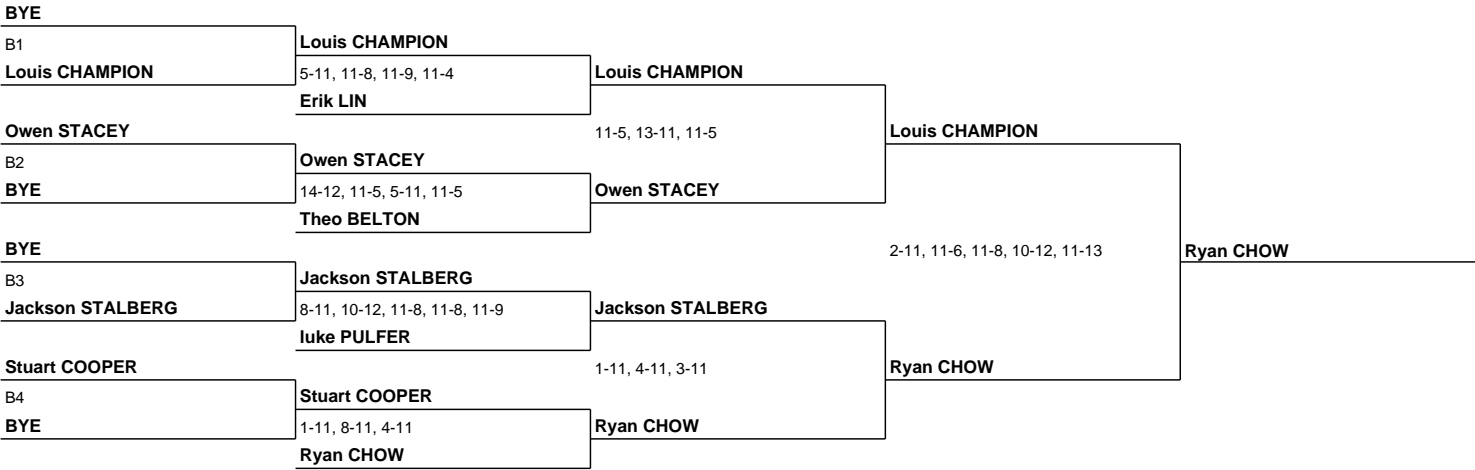 BYE
B1
Louis CHAMPION
Louis CHAMPION
5-11, 11-8, 11-9, 11-4
Louis CHAMPION
Erik LIN
Owen STACEY
11-5, 13-11, 11-5
Louis CHAMPION
B2
Owen STACEY
BYE
14-12, 11-5, 5-11, 11-5
Owen STACEY
Theo BELTON
BYE
2-11, 11-6, 11-8, 10-12, 11-13
Ryan CHOW
B3
Jackson STALBERG
Jackson STALBERG
8-11, 10-12, 11-8, 11-8, 11-9
Jackson STALBERG
luke PULFER
Stuart COOPER
1-11, 4-11, 3-11
Ryan CHOW
B4
Stuart COOPER
BYE
1-11, 8-11, 4-11
Ryan CHOW
Ryan CHOW